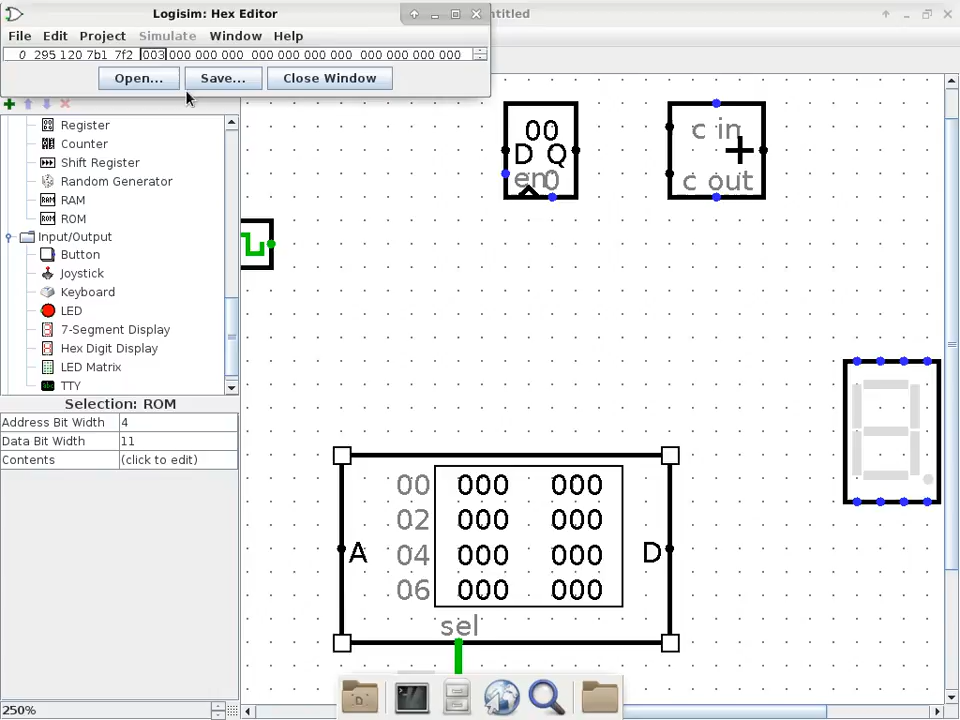 Logisim: Hex Editor
ntitled
File Edit Project Simulate Window Help
0 295 120 7b1 7f2 003 000 000 000 000 000 000 000 000 000 000 000
Open... Save... Close Window
Register
Counter
Shift Register
Random Generator
RAM RAM
ROM ROM
Input/Output
Button
Joystick
Keyboard
LED
7-Segment Display
Hex Digit Display
LED Matrix
TTY
Selection: ROM
Address Bit Width 4
Data Bit Width 11
Contents (click to edit)
250%
00
D Q
en 0
c in
+
c out
00 000 000
02 000 000
A 04 000 000 D
06 000 000
sel
D